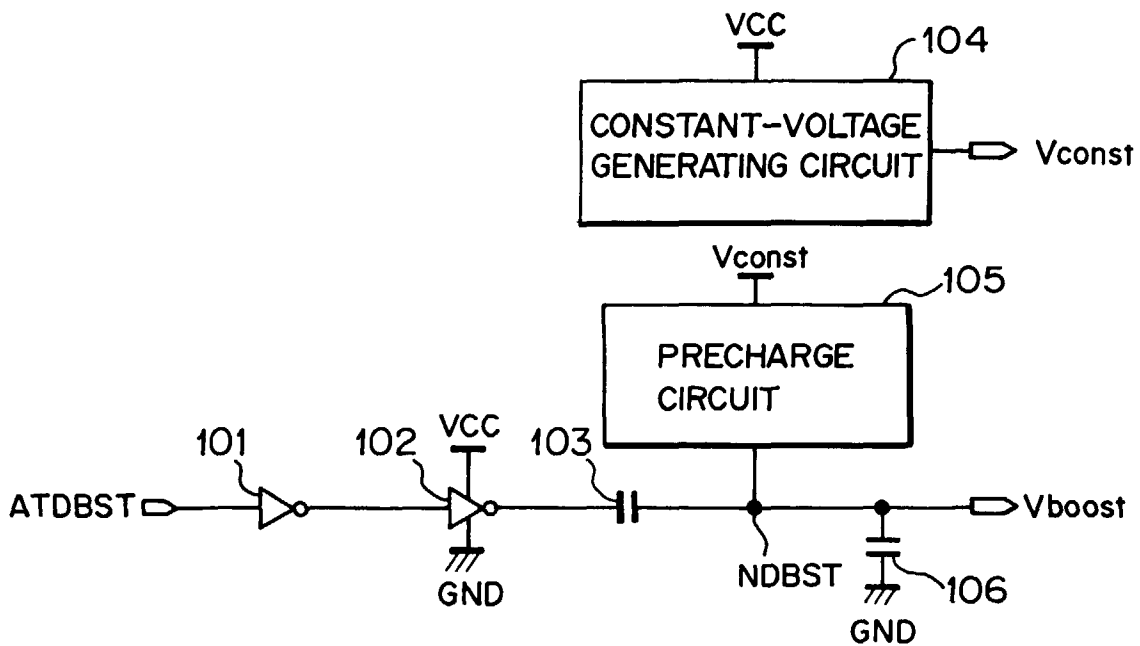 VCC
104
CONSTANT-VOLTAGE
GENERATING CIRCUIT
Vconst
Vconst
105
PRECHARGE
CIRCUIT
VCC
101
102
103
ATDBST
Vboost
NDBST
GND
106
GND